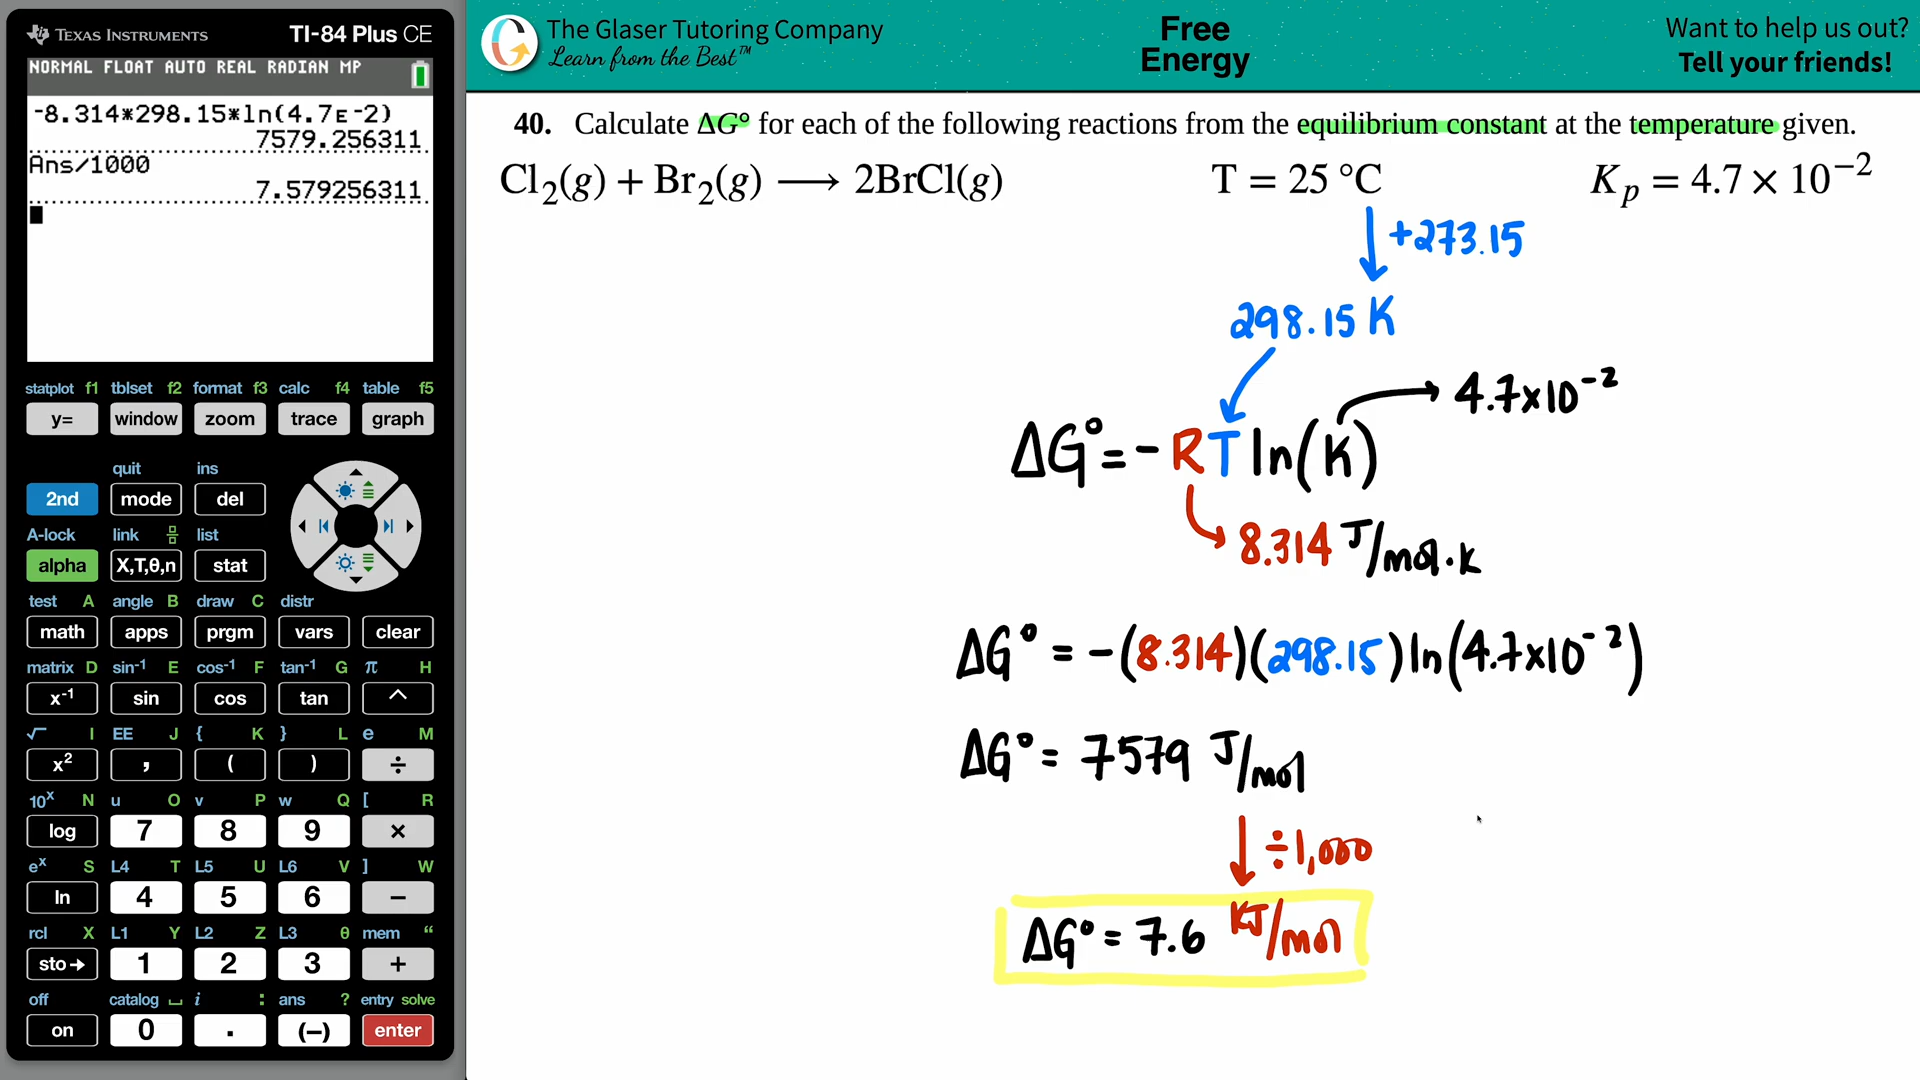 TEXAS INSTRUMENTS TI-84 Plus CE
NORMAL FLOAT AUTO REAL RADIAN MP
-8.314*298.15*ln(4.7E-2)
7579.256311
Ans/1000
7.579256311
statplot f1 tblset f2 format f3 calc f4 table f5
y= window zoom trace graph
quit ins
2nd mode del
A-lock link list
alpha X,T,θ,n stat
test A angle B draw C distr
math apps prgm vars clear
matrix D sin⁻¹ E cos⁻¹ F tan⁻¹ G π H
x⁻¹ sin cos tan ^
√ I EE J { K } L e M
x² , ( ) ÷
10ˣ N u O v P w Q [ R
log 7 8 9 ×
eˣ S L4 T L5 U L6 V ] W
ln 4 5 6 −
rcl X L1 Y L2 Z L3 θ mem “
sto→ 1 2 3 +
off catalog ⎵ i : ans ? entry solve
on 0 . (−) enter
The Glaser Tutoring Company
Learn from the Best™
Free
Energy
Want to help us out?
Tell your friends!
40. Calculate ΔG° for each of the following reactions from the equilibrium constant at the temperature given.
Cl₂(g) + Br₂(g) ⟶ 2BrCl(g) T = 25 °C Kₚ = 4.7 × 10⁻²
+273.15
298.15 K
4.7x10⁻²
ΔG° = -RT ln(K)
8.314 J/mol·K
ΔG° = -(8.314)(298.15)ln(4.7x10⁻²)
ΔG° = 7579 J/mol
÷1,000
ΔG° = 7.6 KJ/mol